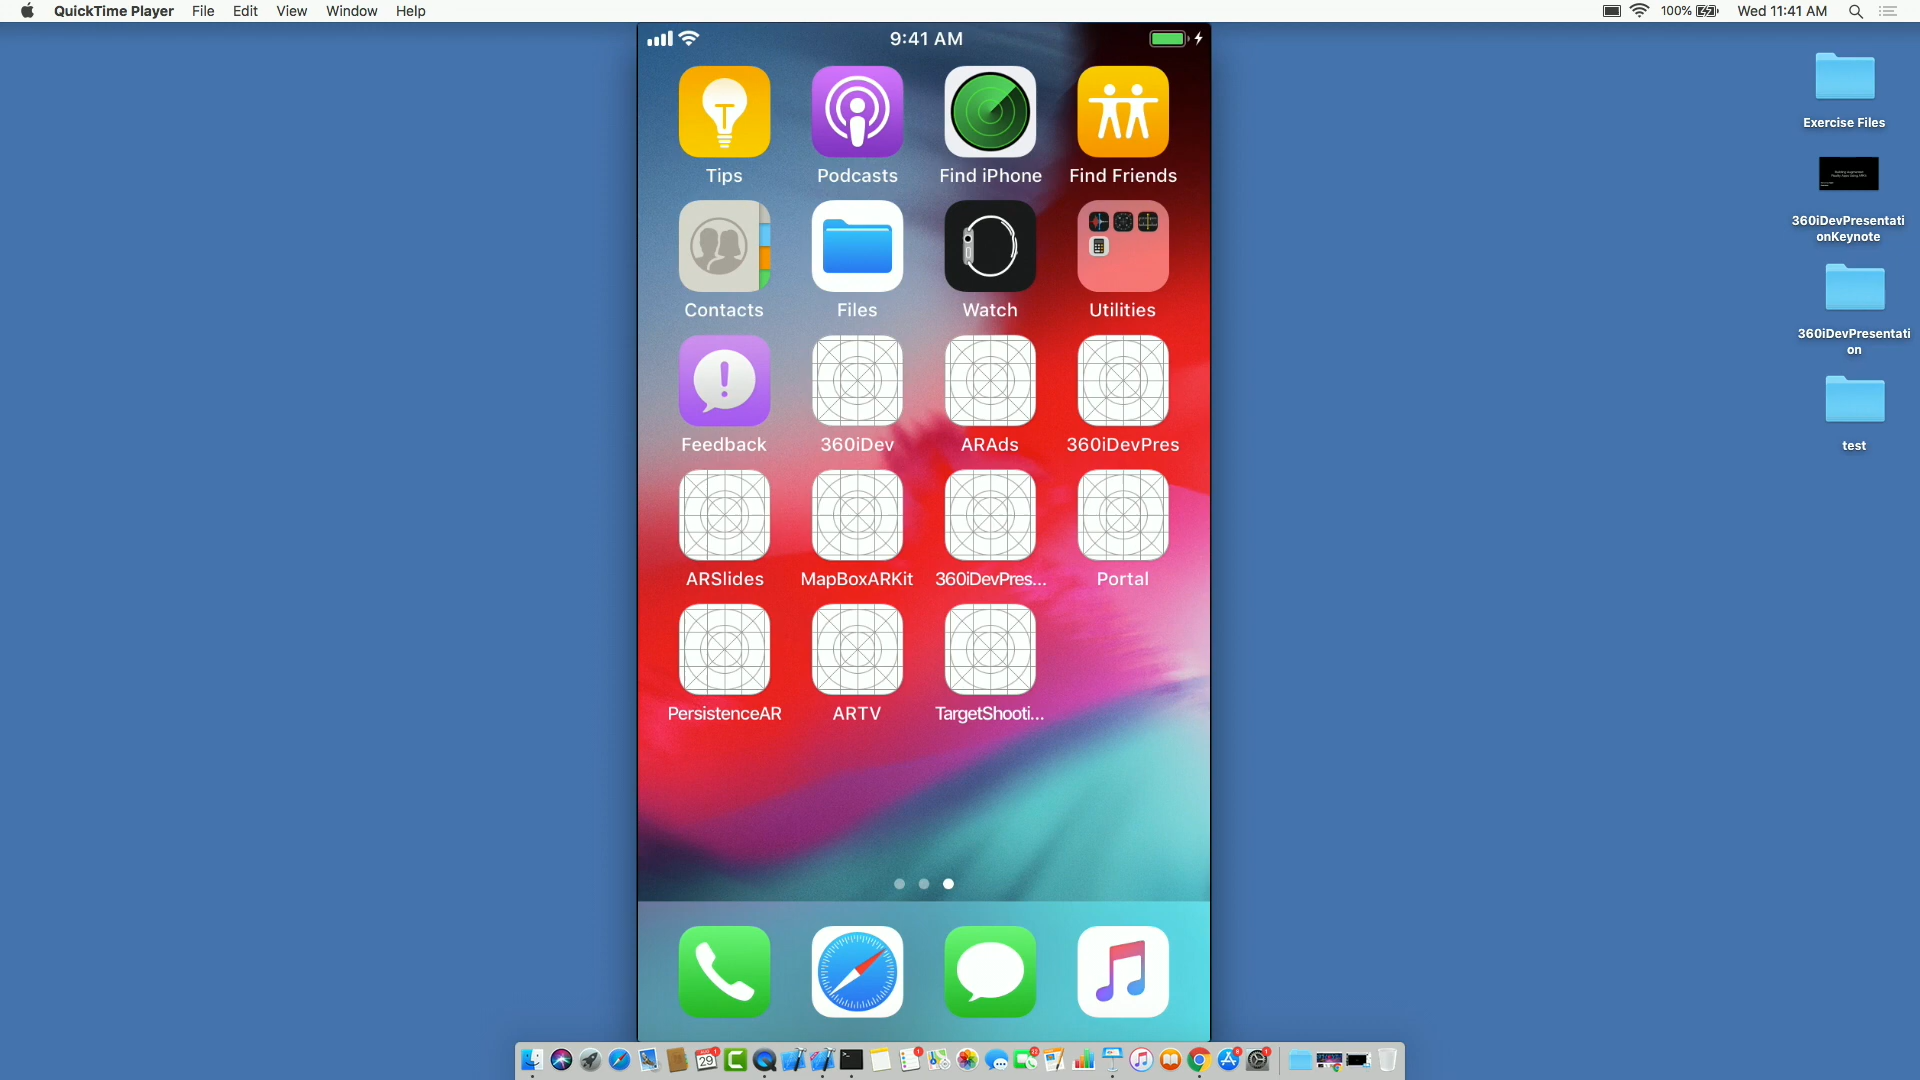 QuickTime Player File Edit View Window Help 100% Wed 11:41 AM
9:41 AM
Tips Podcasts Find iPhone Find Friends
Contacts Files Watch Utilities
Feedback 360iDev ARAds 360iDevPres
ARSlides MapBoxARKit 360iDevPres... Portal
PersistenceAR ARTV TargetShooti...
Exercise Files
360iDevPresentati
onKeynote
360iDevPresentati
on
test
29